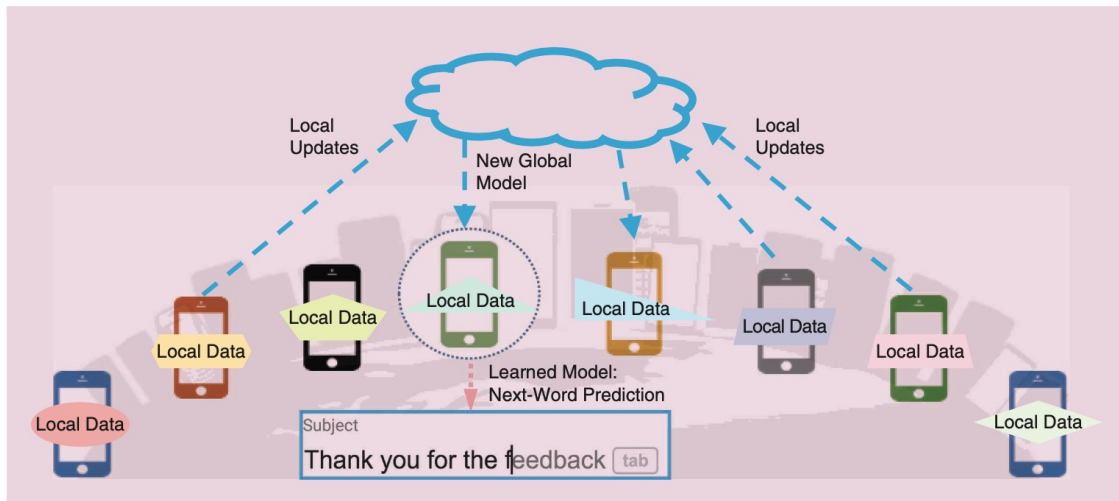 Local
Updates
New Global
Model
Local
Updates
Local Data
Local Data
Local Data
Local Data
Local Data
Local Data
Local Data
Local Data
Learned Model:
Next-Word Prediction
Subject
Thank you for the feedback tab